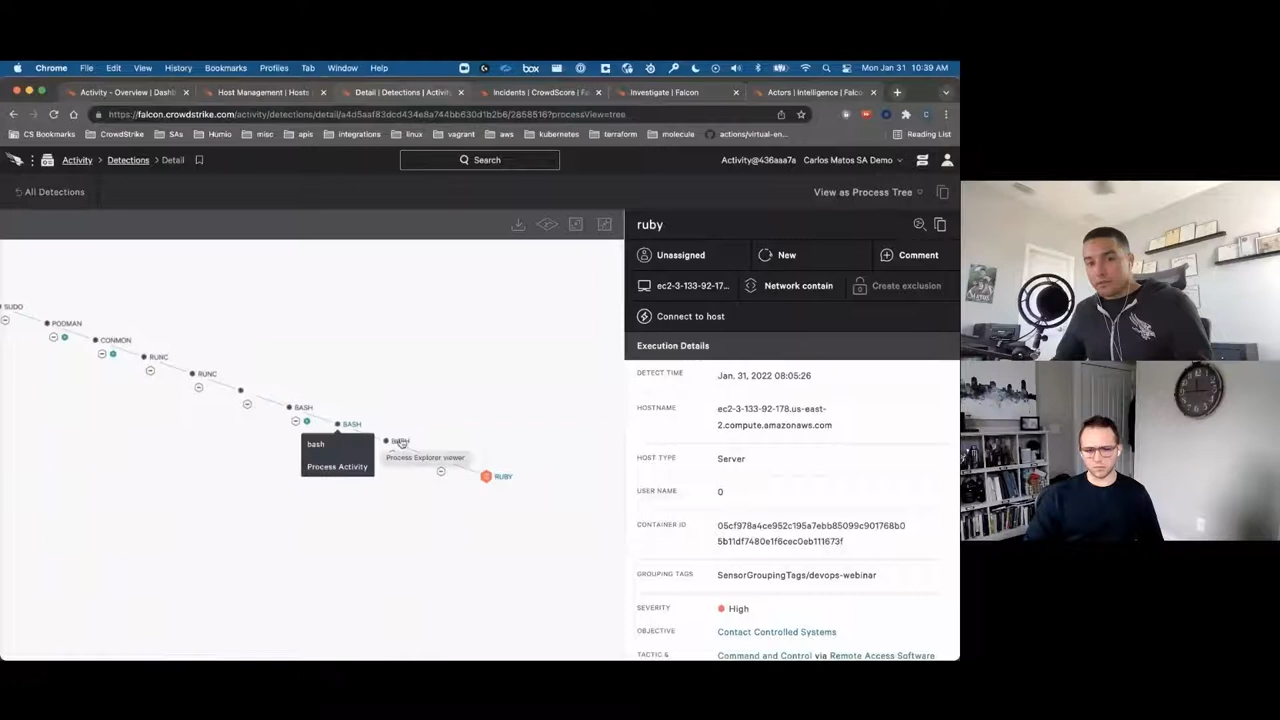 Chrome File Edit View History Bookmarks Profiles Tab Window Help box Mon Jan 31 10:39 AM
Activity - Overview | Dashb Host Management | Hosts Detail | Detections | Activity Incidents | CrowdScore | Fa Investigate | Falcon Actors | Intelligence | Falco
https://falcon.crowdstrike.com/activity/detections/detail/a4d5aaf83dcd434e8a744bb630d1b2b6/2858516?processView=tree
CS Bookmarks CrowdStrike SAs Humio misc apis integrations linux vagrant aws kubernetes terraform molecule actions/virtual-en... Reading List
Activity Detections > Detail Search Activity@436aaa7a Carlos Matos SA Demo
All Detections View as Process Tree
ruby
Unassigned New Comment
ec2-3-133-92-17... Network contain Create exclusion
Connect to host
Execution Details
DETECT TIME Jan. 31, 2022 08:05:26
HOSTNAME ec2-3-133-92-178.us-east-
2.compute.amazonaws.com
HOST TYPE Server
USER NAME 0
CONTAINER ID 05cf978a4ce952c195a7ebb85099c901768b0
5b11df7480e1f6cec0eb111673f
GROUPING TAGS SensorGroupingTags/devops-webinar
SEVERITY High
OBJECTIVE Contact Controlled Systems
TACTIC & Command and Control via Remote Access Software
SUDO
PODMAN
CONMON
RUNC
RUNC
BASH
BASH
bash
Process Activity
Process Explorer viewer
RUBY